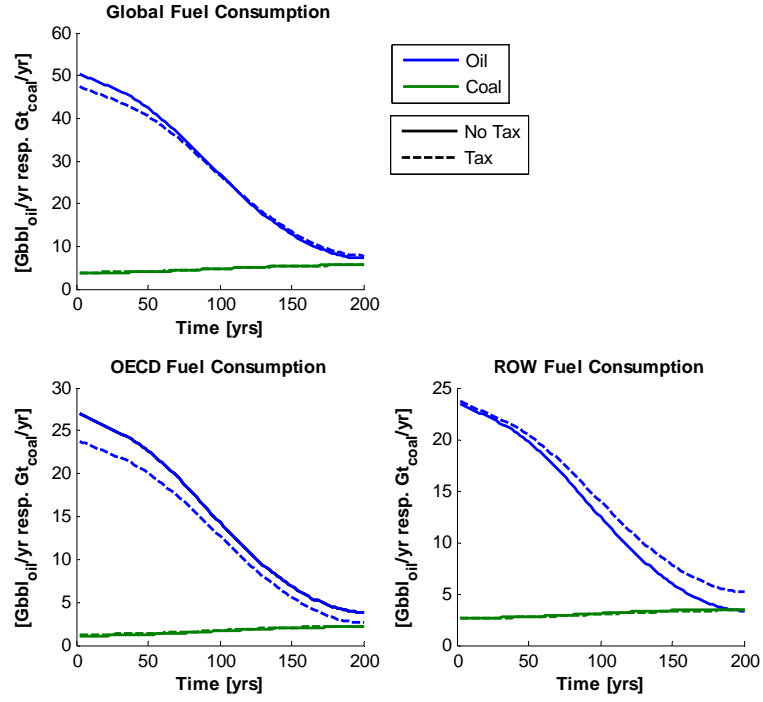 Global Fuel Consumption
60
50
40
30
20
10
0
[Gbbl_oil/yr resp. Gt_coal/yr]
0 50 100 150 200
Time [yrs]
Oil
Coal
No Tax
Tax
OECD Fuel Consumption
30
25
20
15
10
5
0
[Gbbl_oil/yr resp. Gt_coal/yr]
0 50 100 150 200
Time [yrs]
ROW Fuel Consumption
25
20
15
10
5
0
[Gbbl_oil/yr resp. Gt_coal/yr]
0 50 100 150 200
Time [yrs]